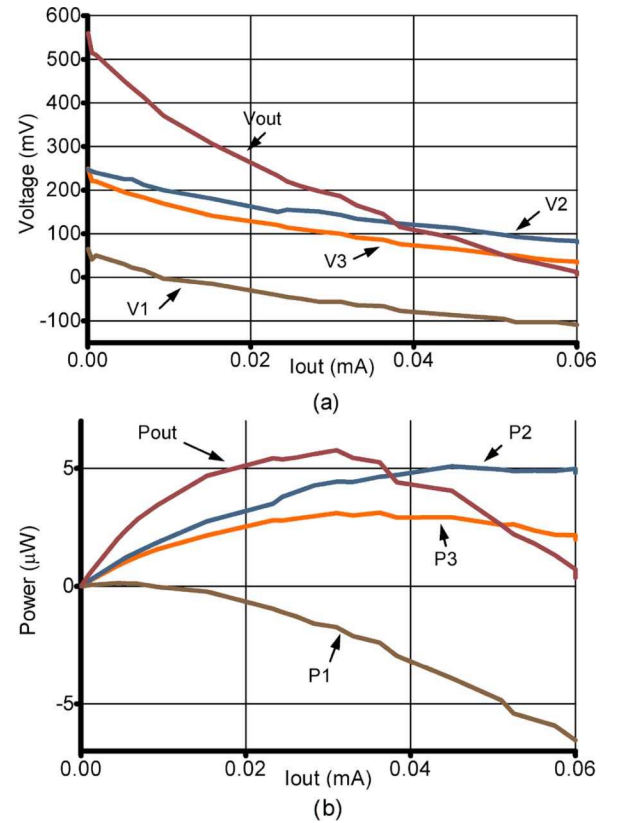 600
500
400
300
200
100
0
-100
Voltage (mV)
Vout
V2
V3
V1
0.00
0.02
0.04
0.06
Iout (mA)
(a)
Pout
P2
5
P3
0
P1
-5
Power (μW)
0.00
0.02
0.04
0.06
Iout (mA)
(b)